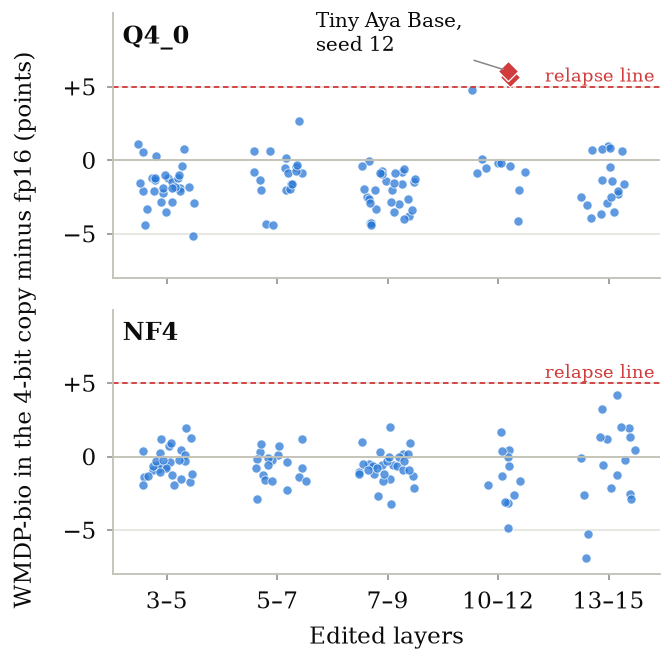 Tiny Aya Base,
seed 12
Q4_0
relapse line
+5
0
−5
WMDP-bio in the 4-bit copy minus fp16 (points)
NF4
relapse line
+5
0
−5
3–5 5–7 7–9 10–12 13–15
Edited layers